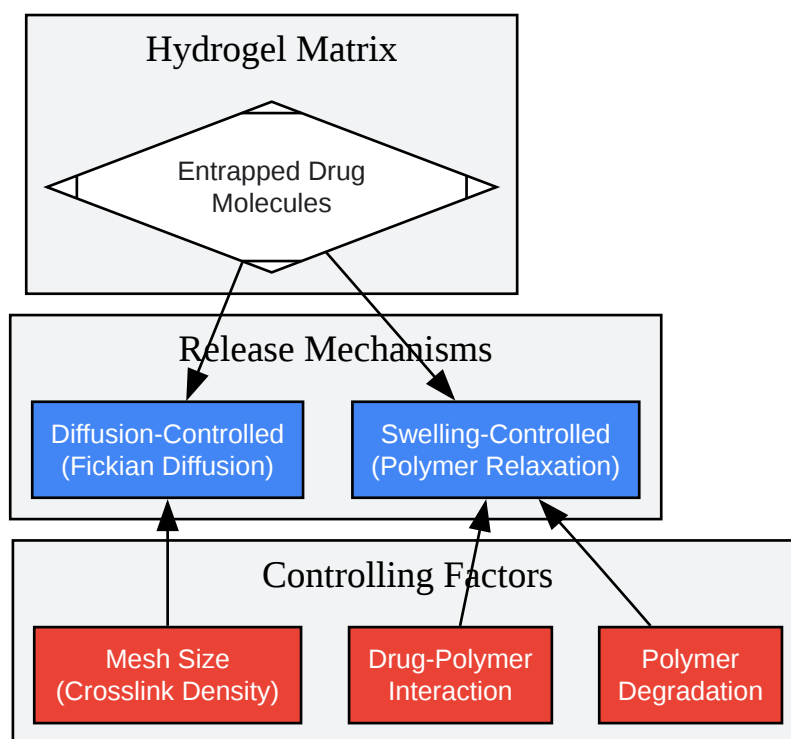 Hydrogel Matrix
Entrapped Drug
Molecules
Release Mechanisms
Diffusion-Controlled
(Fickian Diffusion)
Swelling-Controlled
(Polymer Relaxation)
Controlling Factors
Mesh Size
(Crosslink Density)
Drug-Polymer
Interaction
Polymer
Degradation